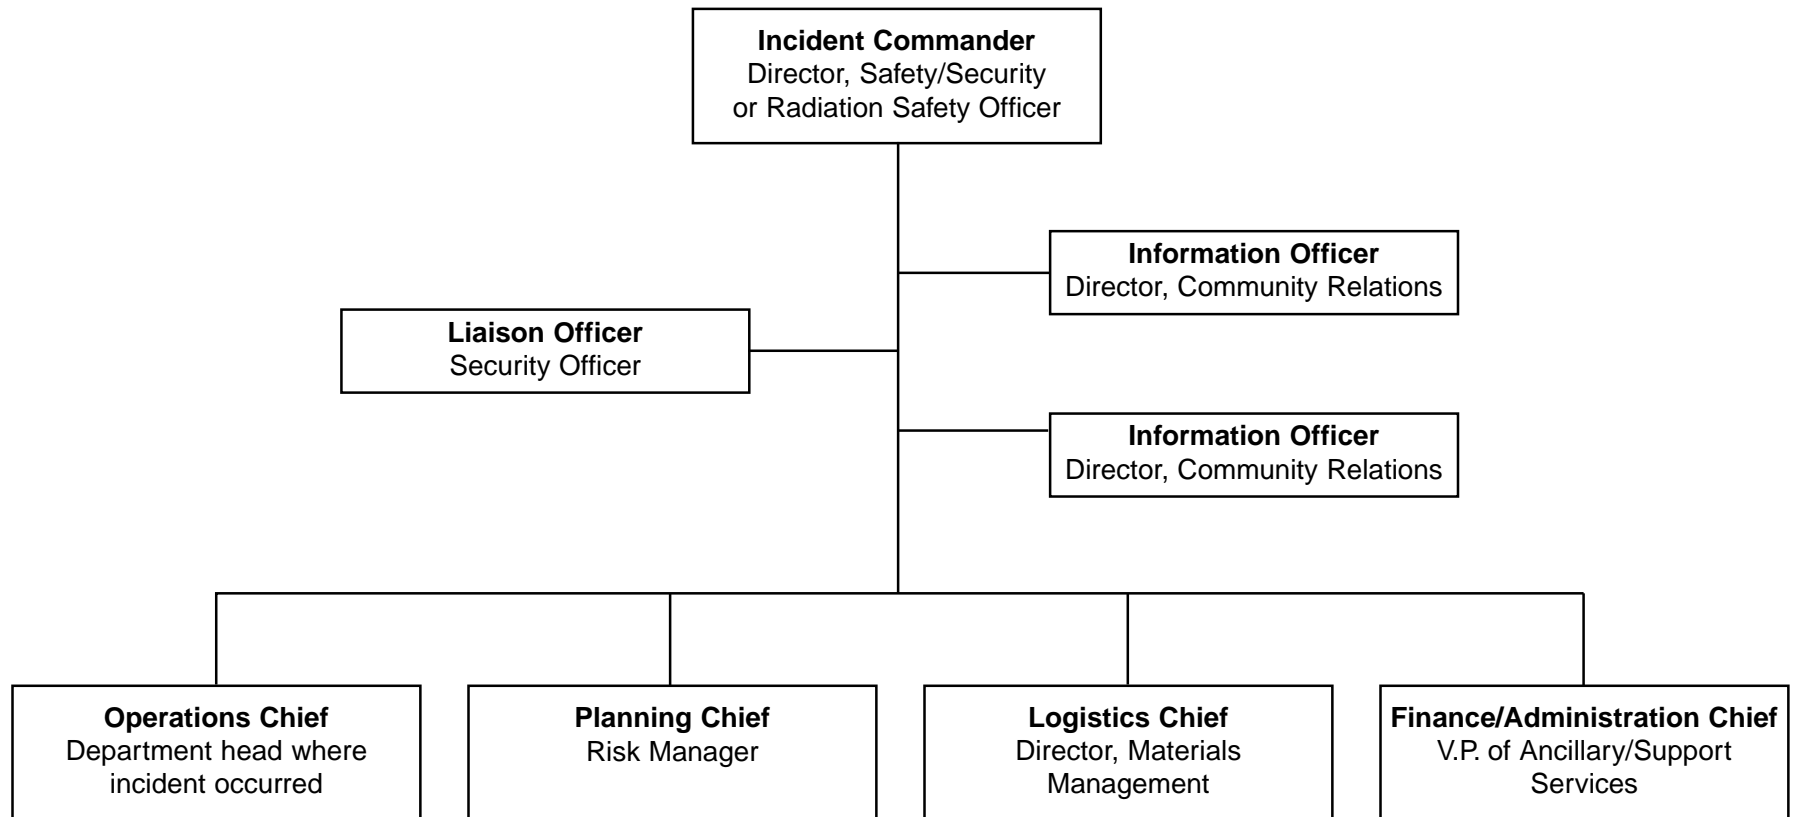 Incident Commander
Director, Safety/Security
or Radiation Safety Officer
Information Officer
Director, Community Relations
Liaison Officer
Security Officer
Information Officer
Director, Community Relations
Operations Chief
Department head where
incident occurred
Planning Chief
Risk Manager
Logistics Chief
Director, Materials
Management
Finance/Administration Chief
V.P. of Ancillary/Support
Services